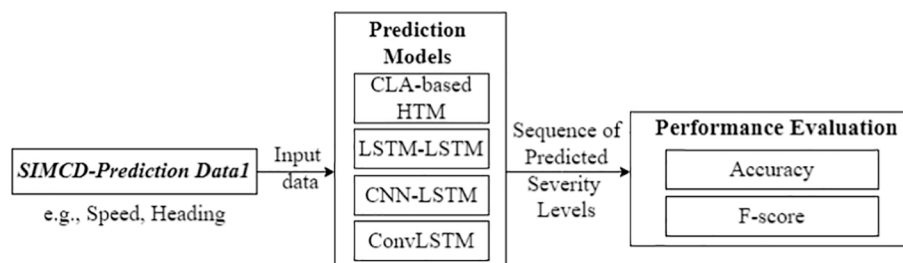 SIMCD-Prediction Data1
e.g., Speed, Heading
Input
data
Prediction
Models
CLA-based
HTM
LSTM-LSTM
CNN-LSTM
ConvLSTM
Sequence of
Predicted
Severity
Levels
Performance Evaluation
Accuracy
F-score